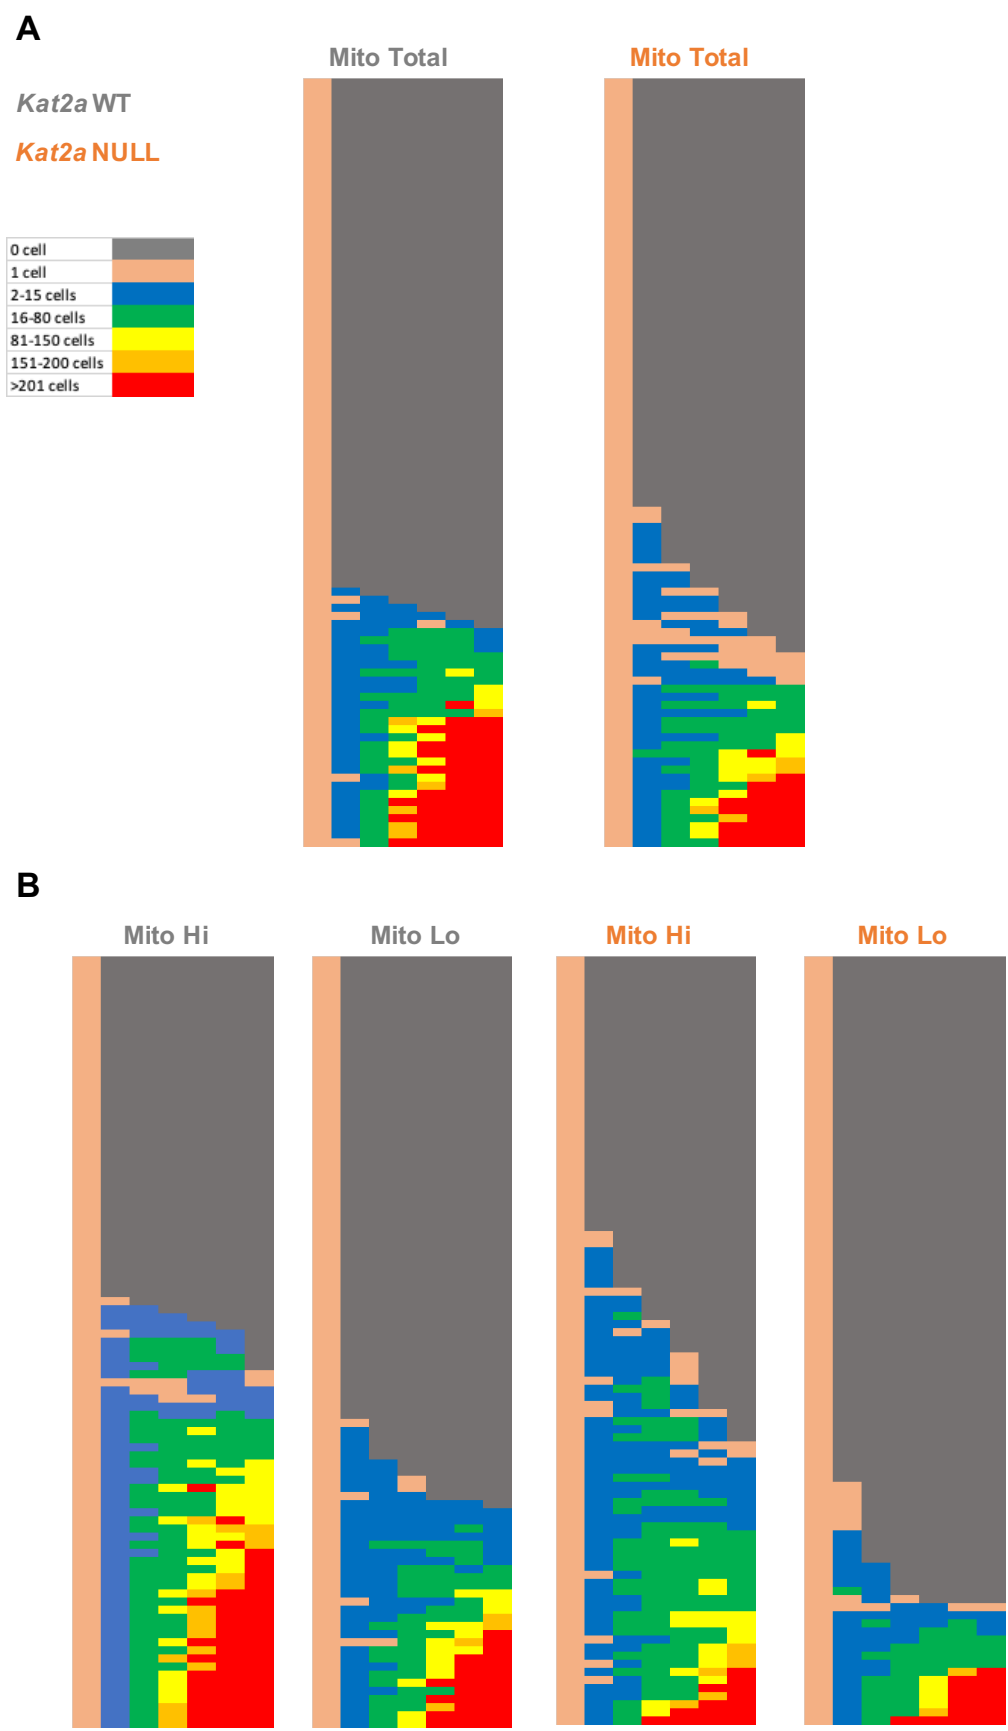 A
Mito Total
Mito Total
Kat2a WT
Kat2a NULL
0 cell
1 cell
2-15 cells
16-80 cells
81-150 cells
151-200 cells
>201 cells
B
Mito Hi
Mito Lo
Mito Hi
Mito Lo